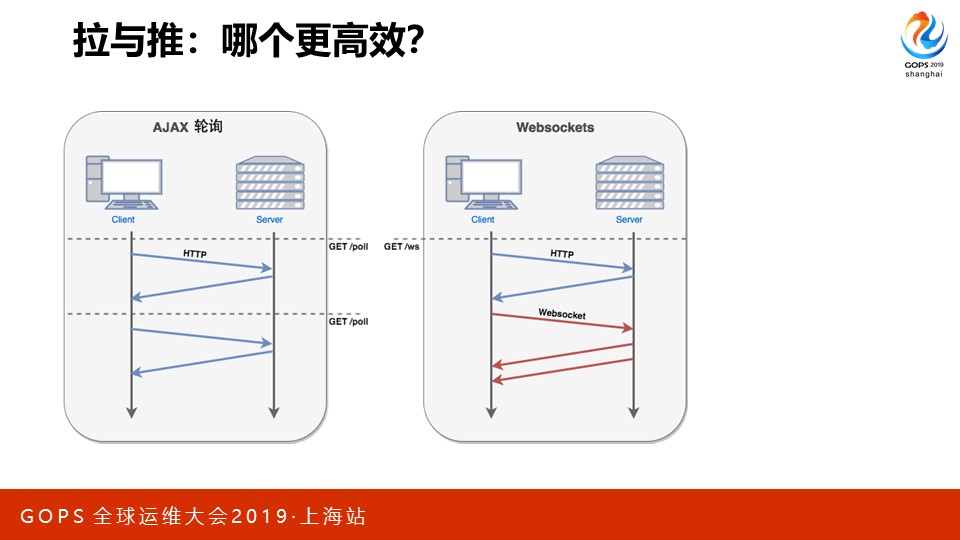 拉与推：哪个更高效？
GOPS 2019
shanghai
AJAX 轮询
Client
Server
GET /poll
HTTP
GET /poll
Websockets
Client
Server
GET /ws
HTTP
Websocket
GOPS 全球运维大会2019·上海站